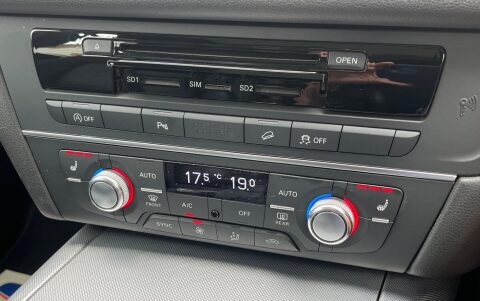 OPEN
SD1 SIM SD2
A OFF P OFF
AUTO 17.5 °C 19.0 AUTO
FRONT A/C OFF REAR
SYNC